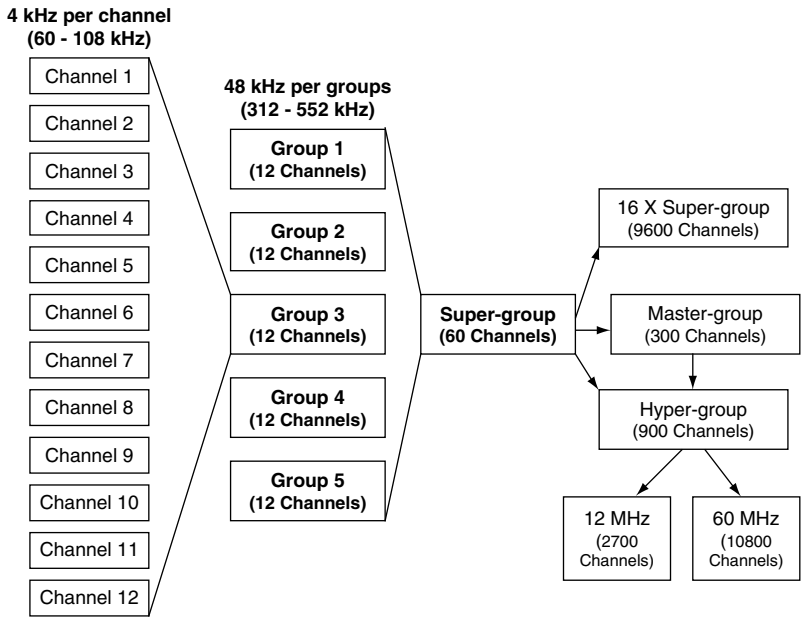 4 kHz per channel
(60 - 108 kHz)
Channel 1
Channel 2
Channel 3
Channel 4
Channel 5
Channel 6
Channel 7
Channel 8
Channel 9
Channel 10
Channel 11
Channel 12
48 kHz per groups
(312 - 552 kHz)
Group 1
(12 Channels)
Group 2
(12 Channels)
Group 3
(12 Channels)
Group 4
(12 Channels)
Group 5
(12 Channels)
Super-group
(60 Channels)
16 X Super-group
(9600 Channels)
Master-group
(300 Channels)
Hyper-group
(900 Channels)
12 MHz
(2700
Channels)
60 MHz
(10800
Channels)